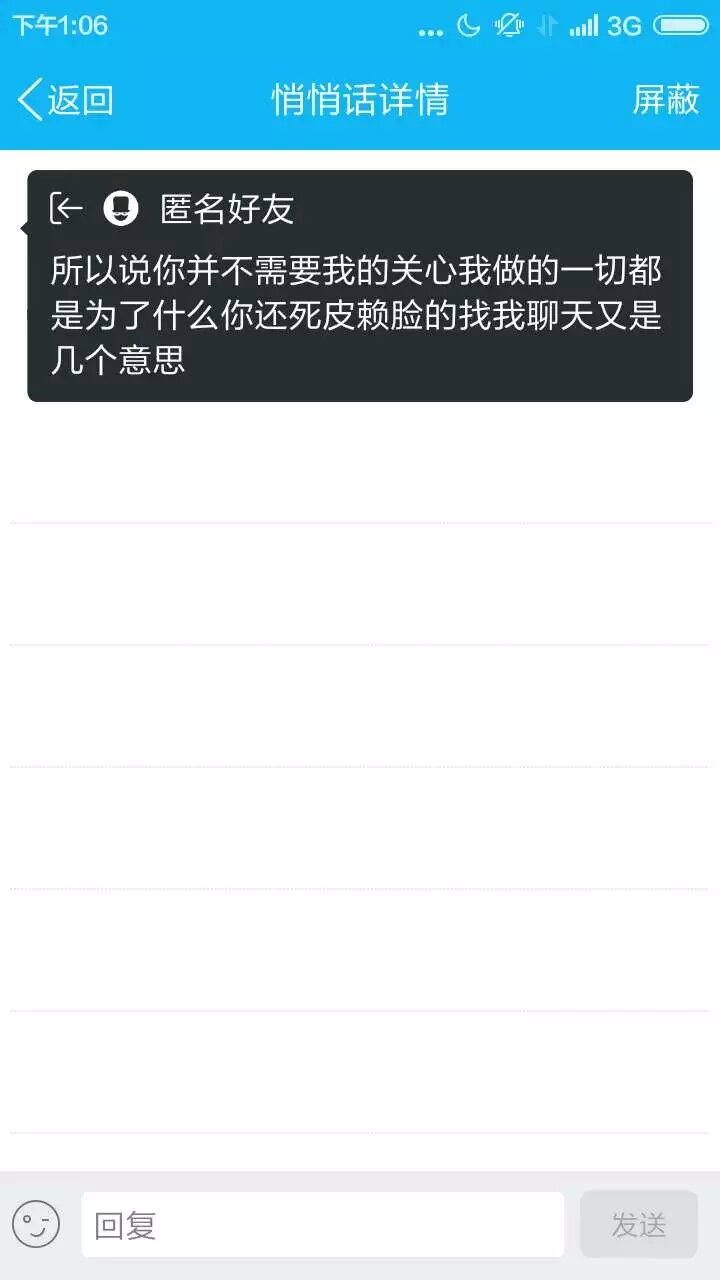 下午1:06
... 3G
返回 悄悄话详情 屏蔽
匿名好友
所以说你并不需要我的关心我做的一切都
是为了什么你还死皮赖脸的找我聊天又是
几个意思
回复 发送